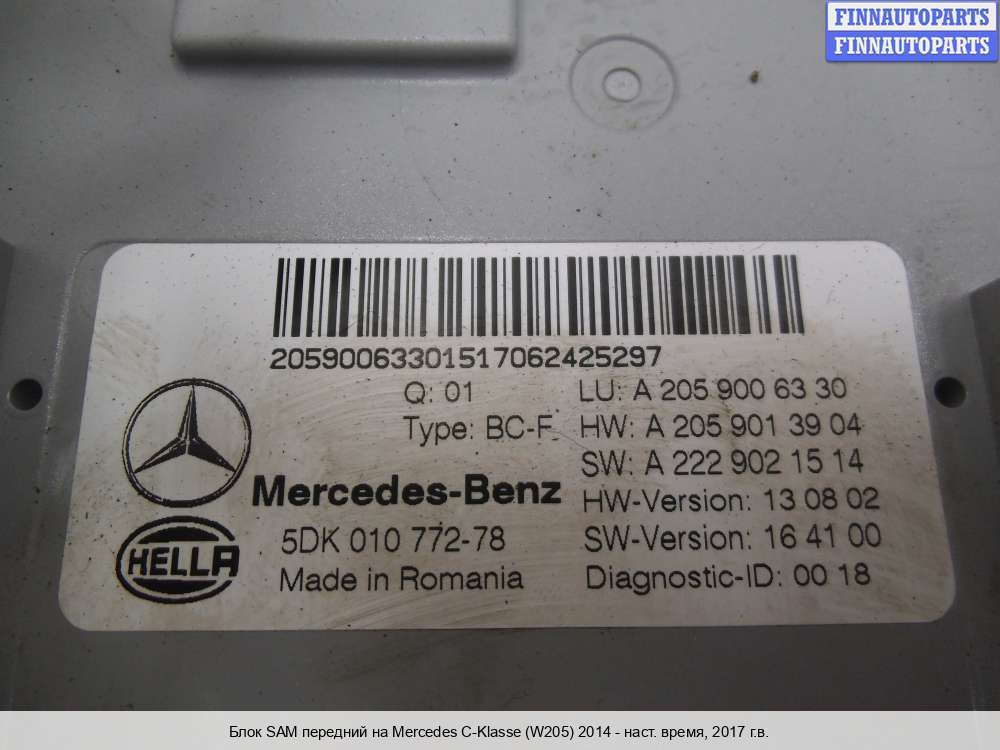 FINNAUTOPARTS
FINNAUTOPARTS
2059006330151​7062425297
Q: 01
LU: A 205 900 63 30
Type: BC-F
HW: A 205 901 39 04
SW: A 222 902 15 14
Mercedes-Benz
HW-Version: 13 08 02
5DK 010 772-78
SW-Version: 16 41 00
HELLA
Made in Romania
Diagnostic-ID: 00 18
Блок SAM передний на Mercedes C-Klasse (W205) 2014 - наст. время, 2017 г.в.